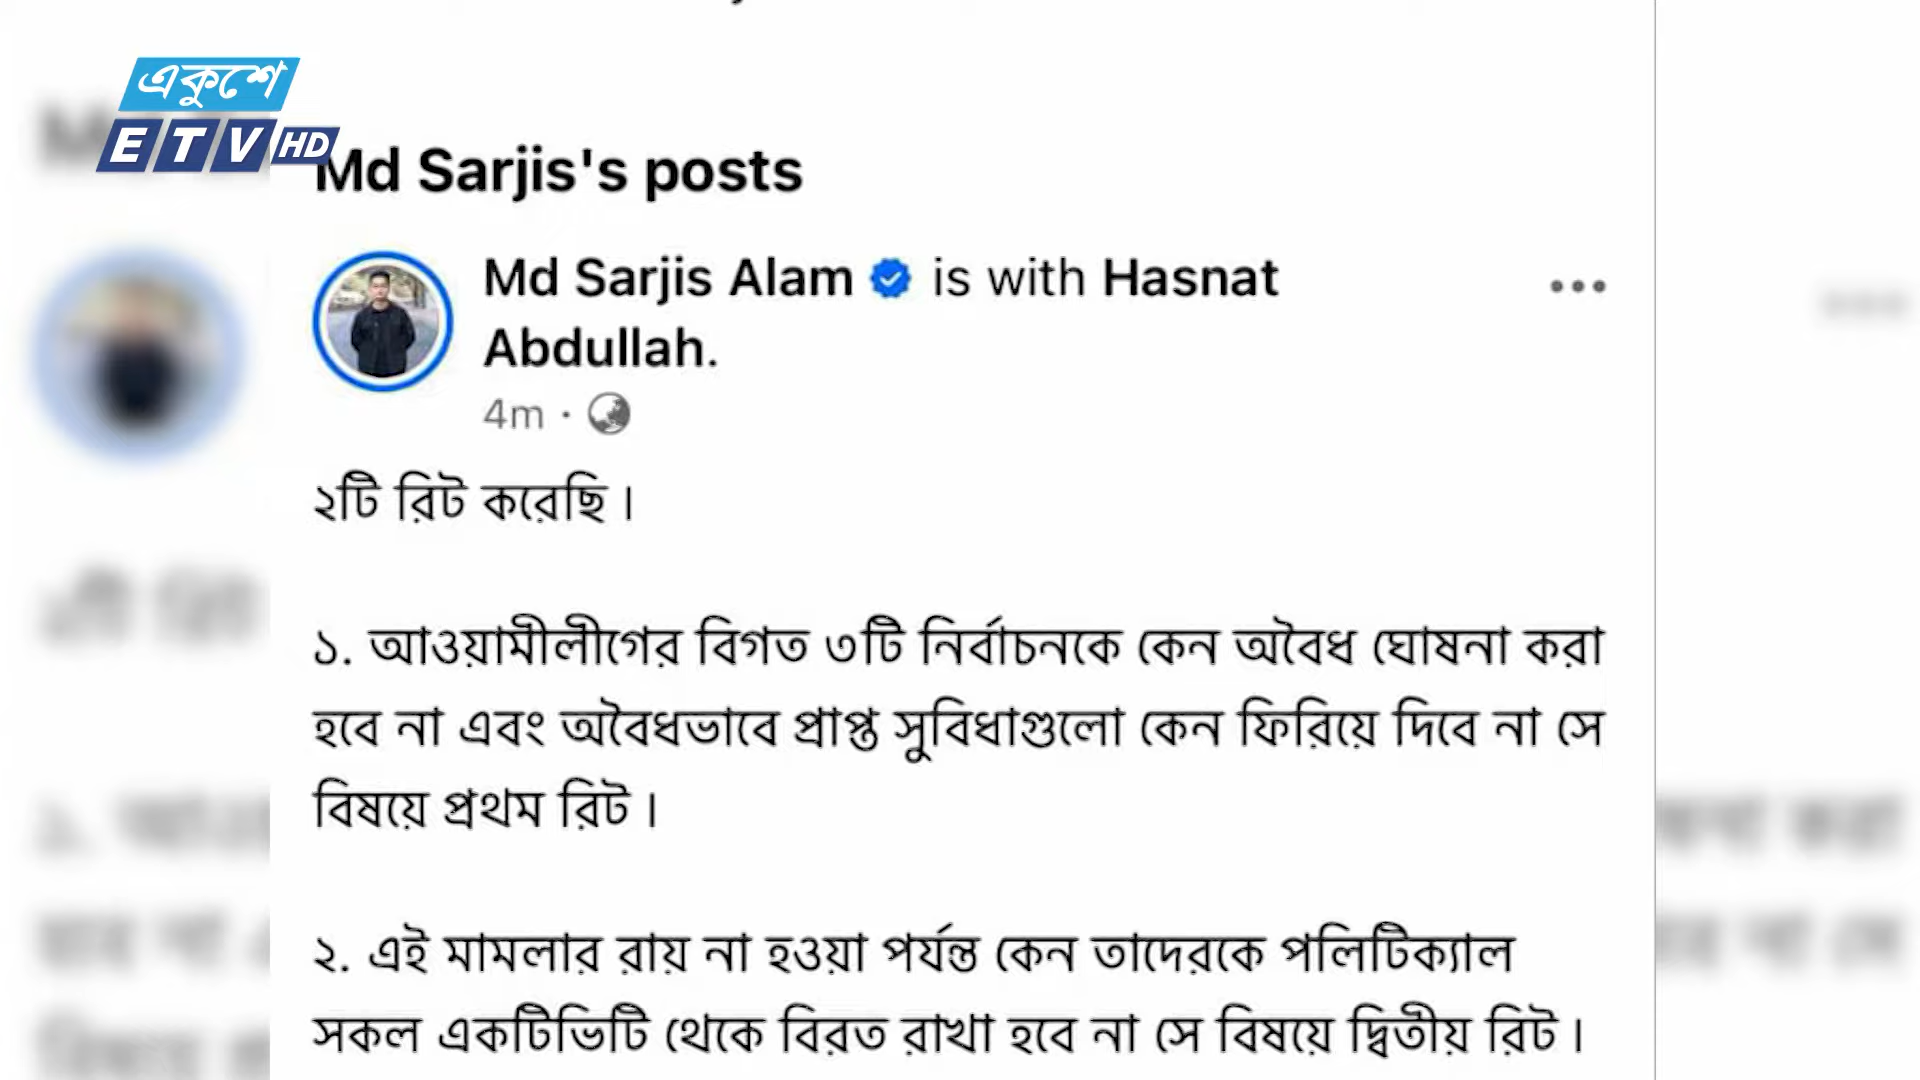 একুশে
ETV HD
Md Sarjis's posts
Md Sarjis Alam is with Hasnat
Abdullah.
4m ·
২টি রিট করেছি।
১. আওয়ামীলীগের বিগত ৩টি নির্বাচনকে কেন অবৈধ ঘোষনা করা
হবে না এবং অবৈধভাবে প্রাপ্ত সুবিধাগুলো কেন ফিরিয়ে দিবে না সে
বিষয়ে প্রথম রিট।
২. এই মামলার রায় না হওয়া পর্যন্ত কেন তাদেরকে পলিটিক্যাল
সকল একটিভিটি থেকে বিরত রাখা হবে না সে বিষয়ে দ্বিতীয় রিট।